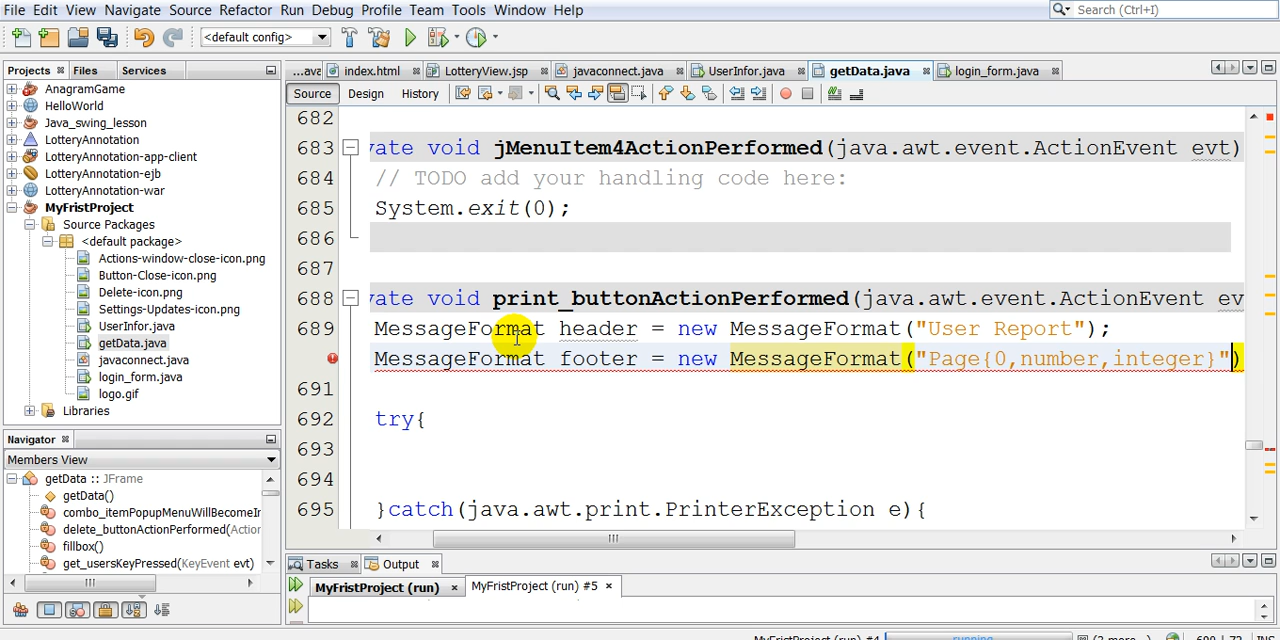 File Edit View Navigate Source Refactor Run Debug Profile Team Tools Window Help
Search (Ctrl+I)
<default config>
Projects Files Services
...ava index.html LotteryView.jsp javaconnect.java UserInfor.java getData.java login_form.java
Source Design History
AnagramGame
HelloWorld
Java_swing_lesson
LotteryAnnotation
LotteryAnnotation-app-client
LotteryAnnotation-ejb
LotteryAnnotation-war
MyFristProject
Source Packages
<default package>
Actions-window-close-icon.png
Button-Close-icon.png
Delete-icon.png
Settings-Updates-icon.png
UserInfor.java
getData.java
javaconnect.java
login_form.java
logo.gif
Libraries
Navigator
Members View
getData :: JFrame
getData()
combo_itemPopupMenuWillBecomeIr
delete_buttonActionPerformed(Action
fillbox()
get_usersKeyPressed(KeyEvent evt)
682
683 vate void jMenuItem4ActionPerformed(java.awt.event.ActionEvent evt)
684 // TODO add your handling code here:
685 System.exit(0);
686
687
688 vate void print_buttonActionPerformed(java.awt.event.ActionEvent ev
689 MessageFormat header = new MessageFormat("User Report");
MessageFormat footer = new MessageFormat("Page{0,number,integer}")
691
692 try{
693
694
695 }catch(java.awt.print.PrinterException e){
Tasks Output
MyFristProject (run) MyFristProject (run) #5